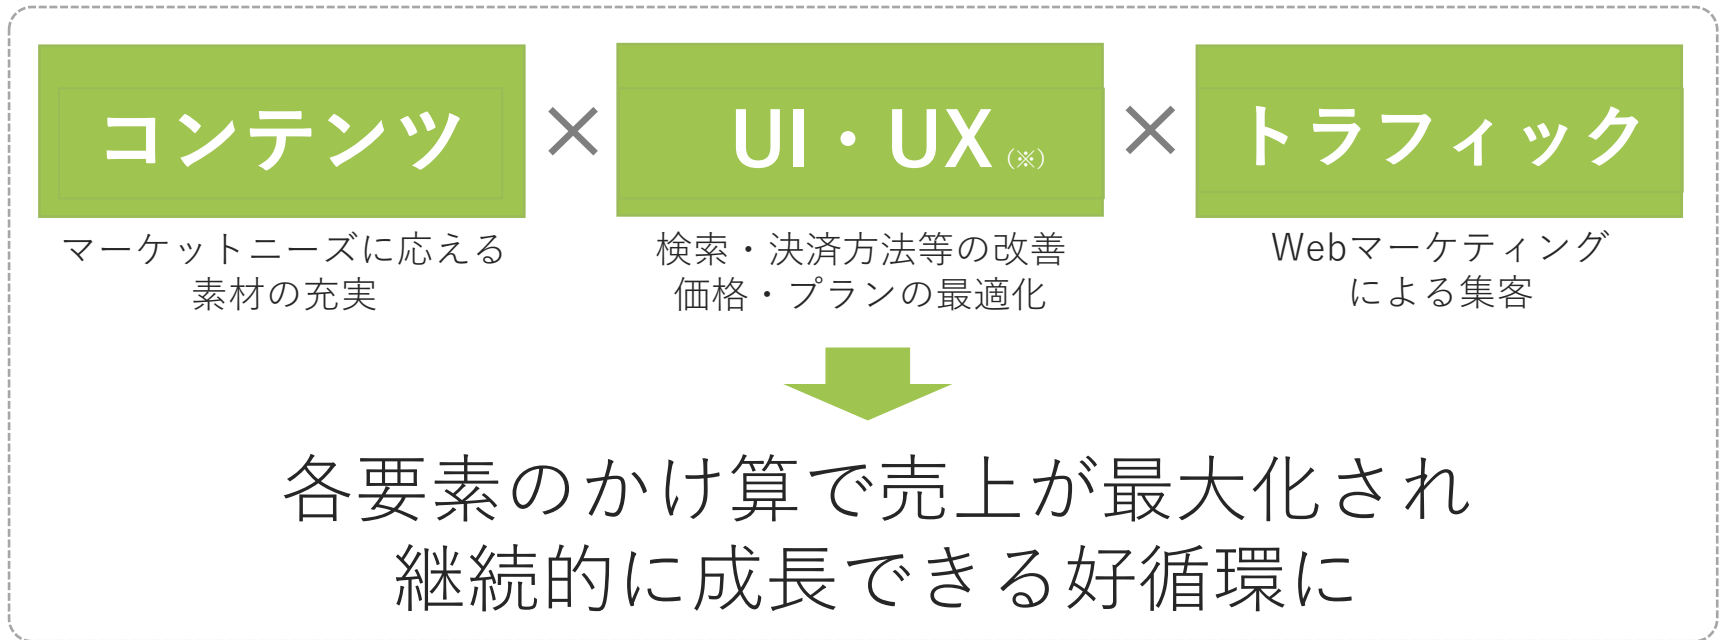 コンテンツ × UI・UX(※) × トラフィック
マーケットニーズに応える
素材の充実
検索・決済方法等の改善
価格・プランの最適化
Webマーケティング
による集客
各要素のかけ算で売上が最大化され
継続的に成長できる好循環に